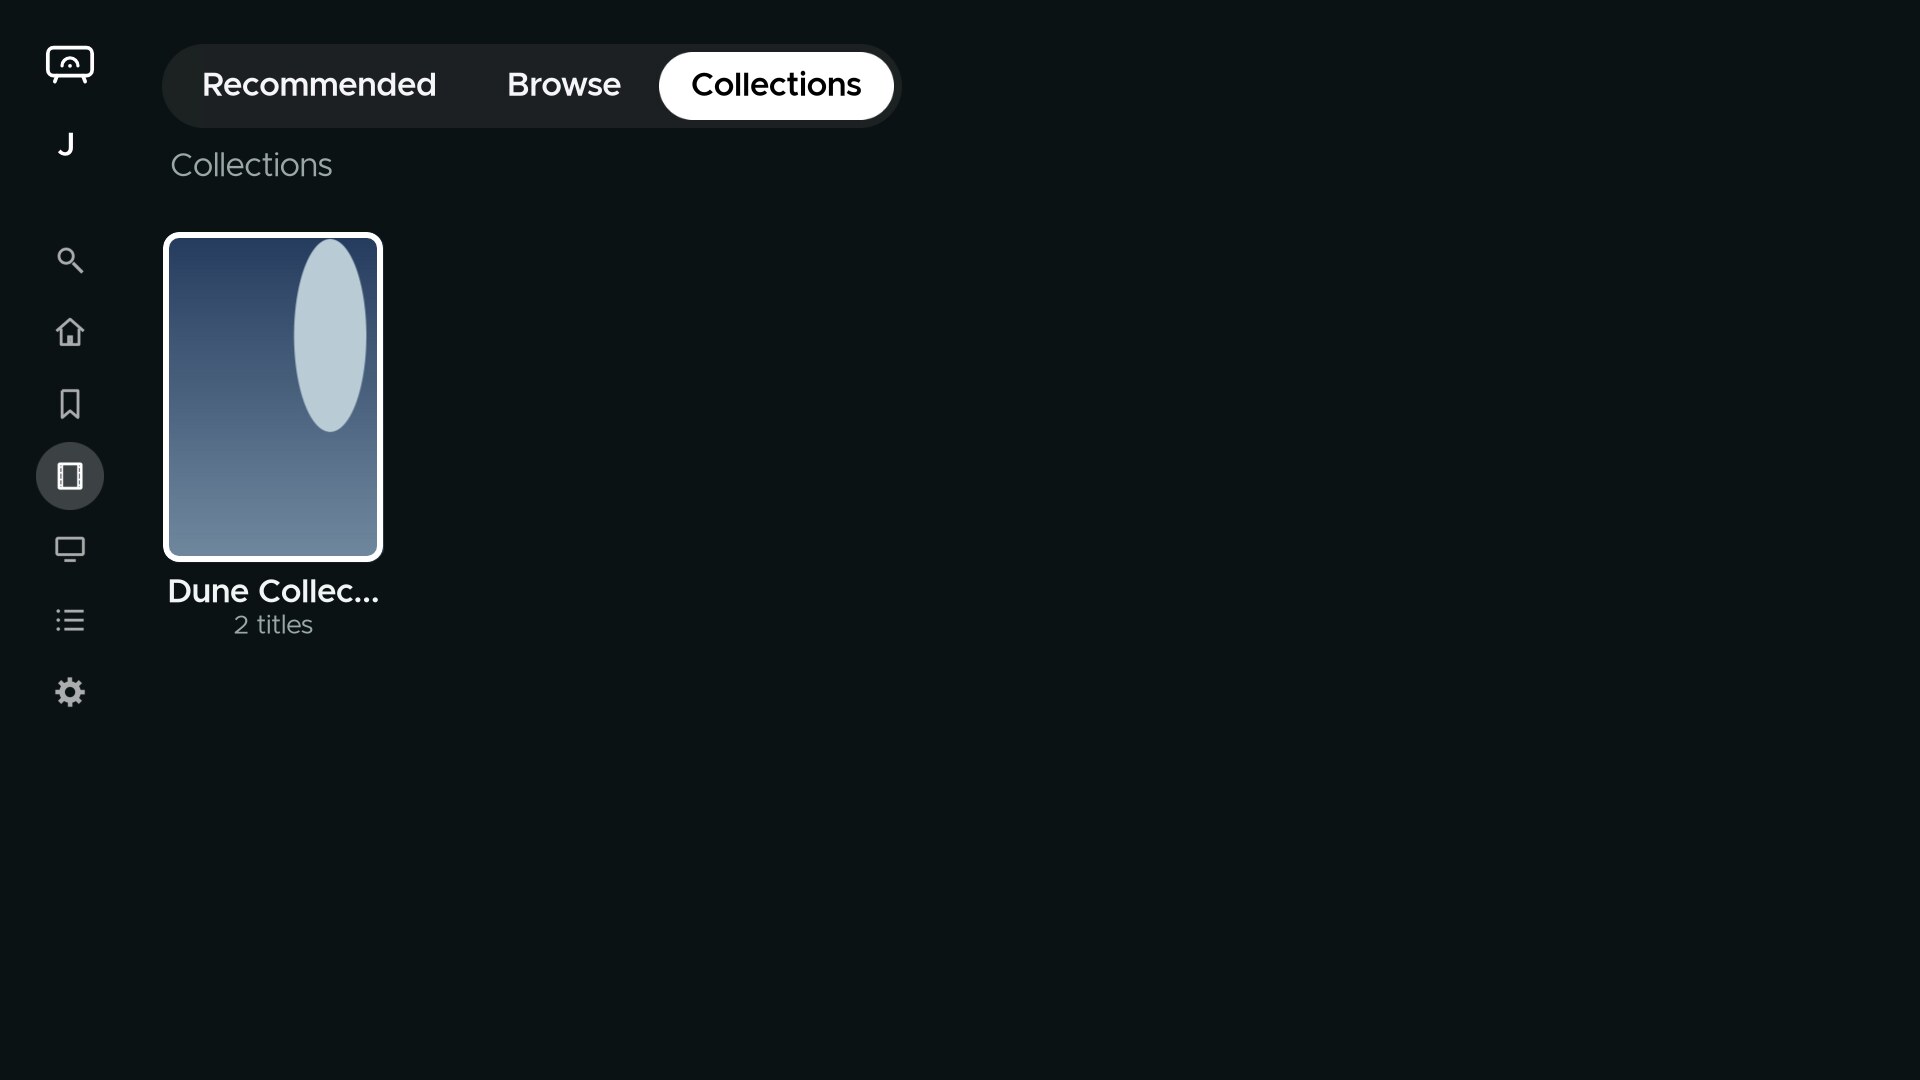 Recommended Browse Collections
J
Collections
Dune Collec...
2 titles